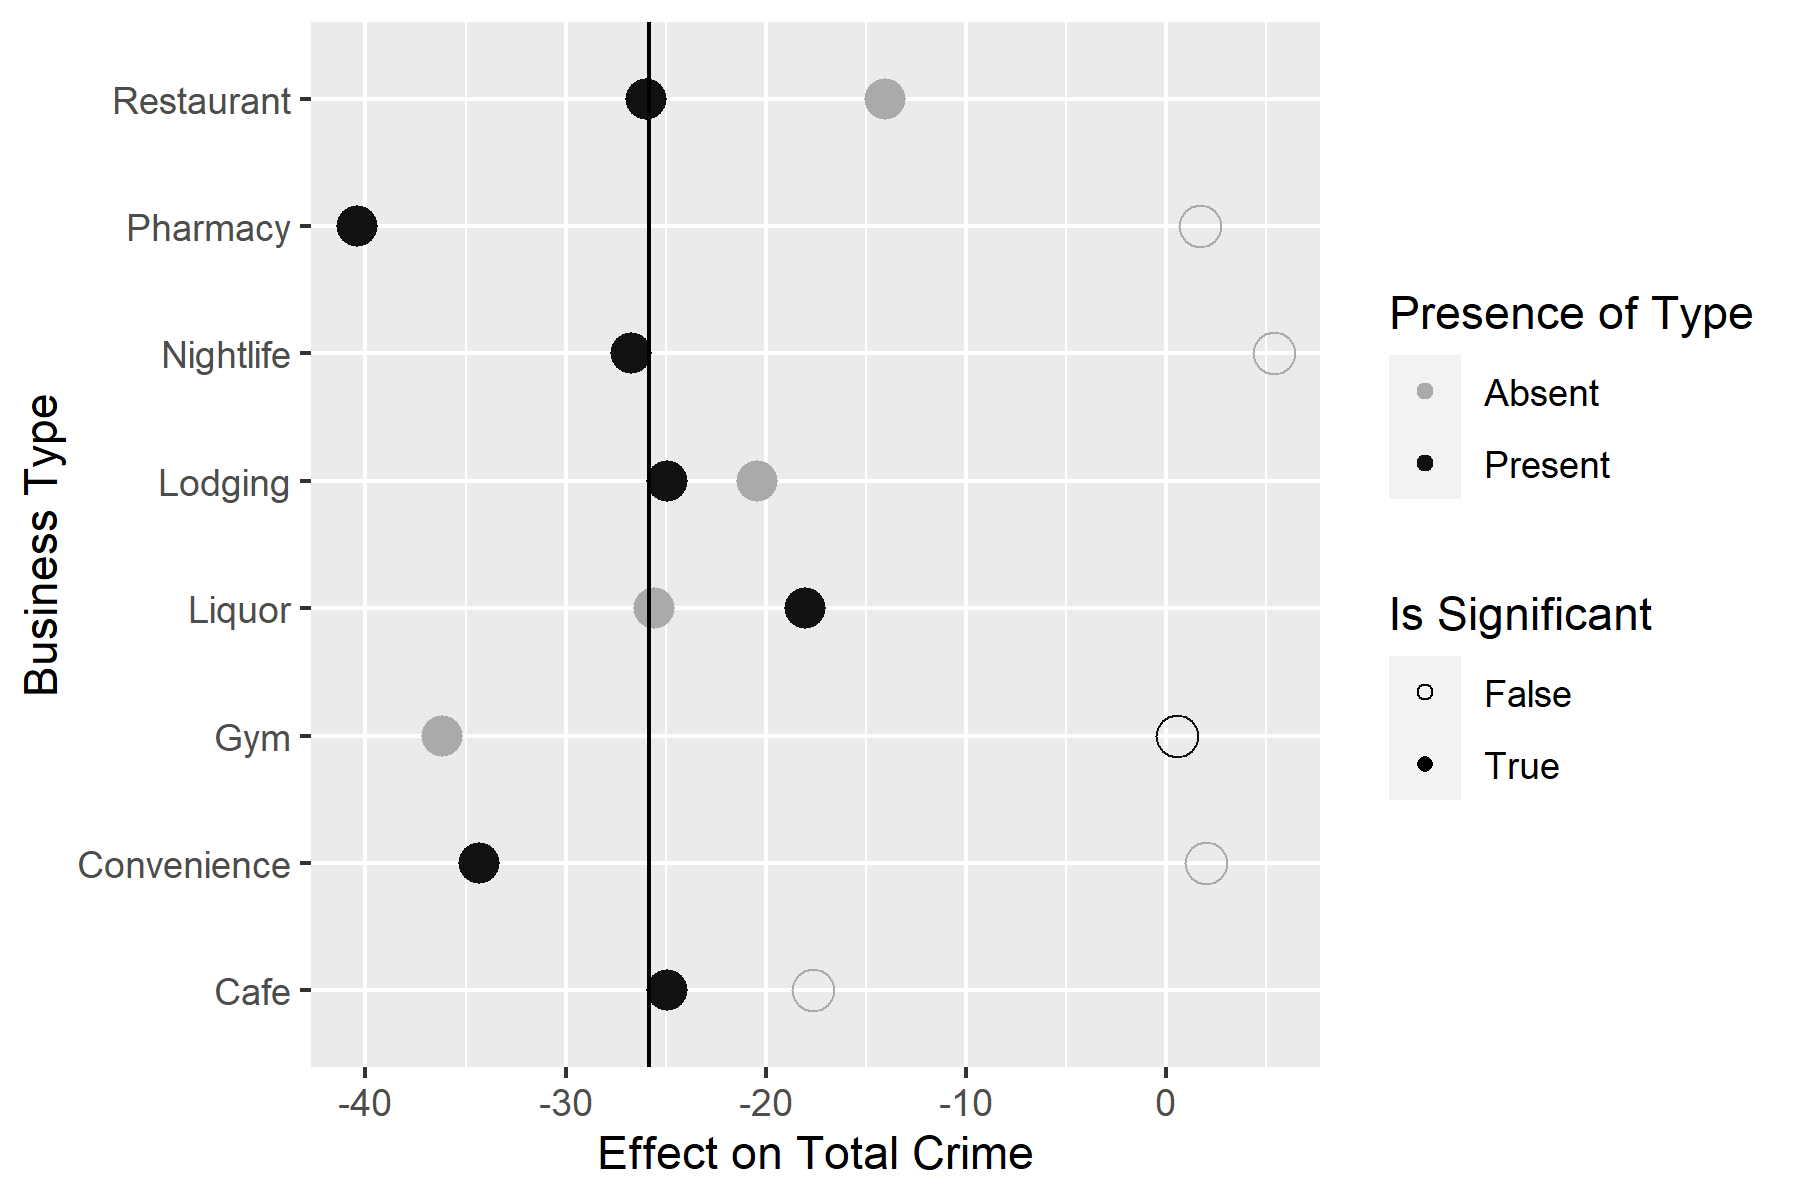 Business Type
Restaurant
Pharmacy
Nightlife
Lodging
Liquor
Gym
Convenience
Cafe
-40 -30 -20 -10 0
Effect on Total Crime
Presence of Type
Absent
Present
Is Significant
False
True